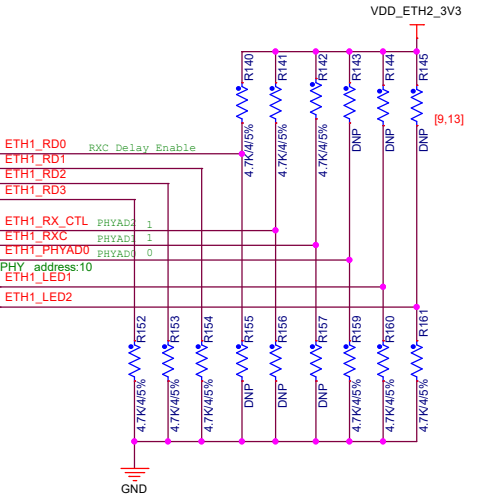 VDD_ETH2_3V3
R140
R141
R142
R143
R144
R145
4.7K/4/5%
4.7K/4/5%
4.7K/4/5%
DNP
DNP
DNP
[9,13]
ETH1_RD0
RXC Delay Enable
ETH1_RD1
ETH1_RD2
ETH1_RD3
ETH1_RX_CTL PHYAD2 1
ETH1_RXC PHYAD1 1
ETH1_PHYAD0 PHYAD0 0
PHY address:10
ETH1_LED1
ETH1_LED2
R152
R153
R154
R155
R156
R157
R159
R160
R161
4.7K/4/5%
4.7K/4/5%
4.7K/4/5%
DNP
DNP
DNP
4.7K/4/5%
4.7K/4/5%
4.7K/4/5%
GND